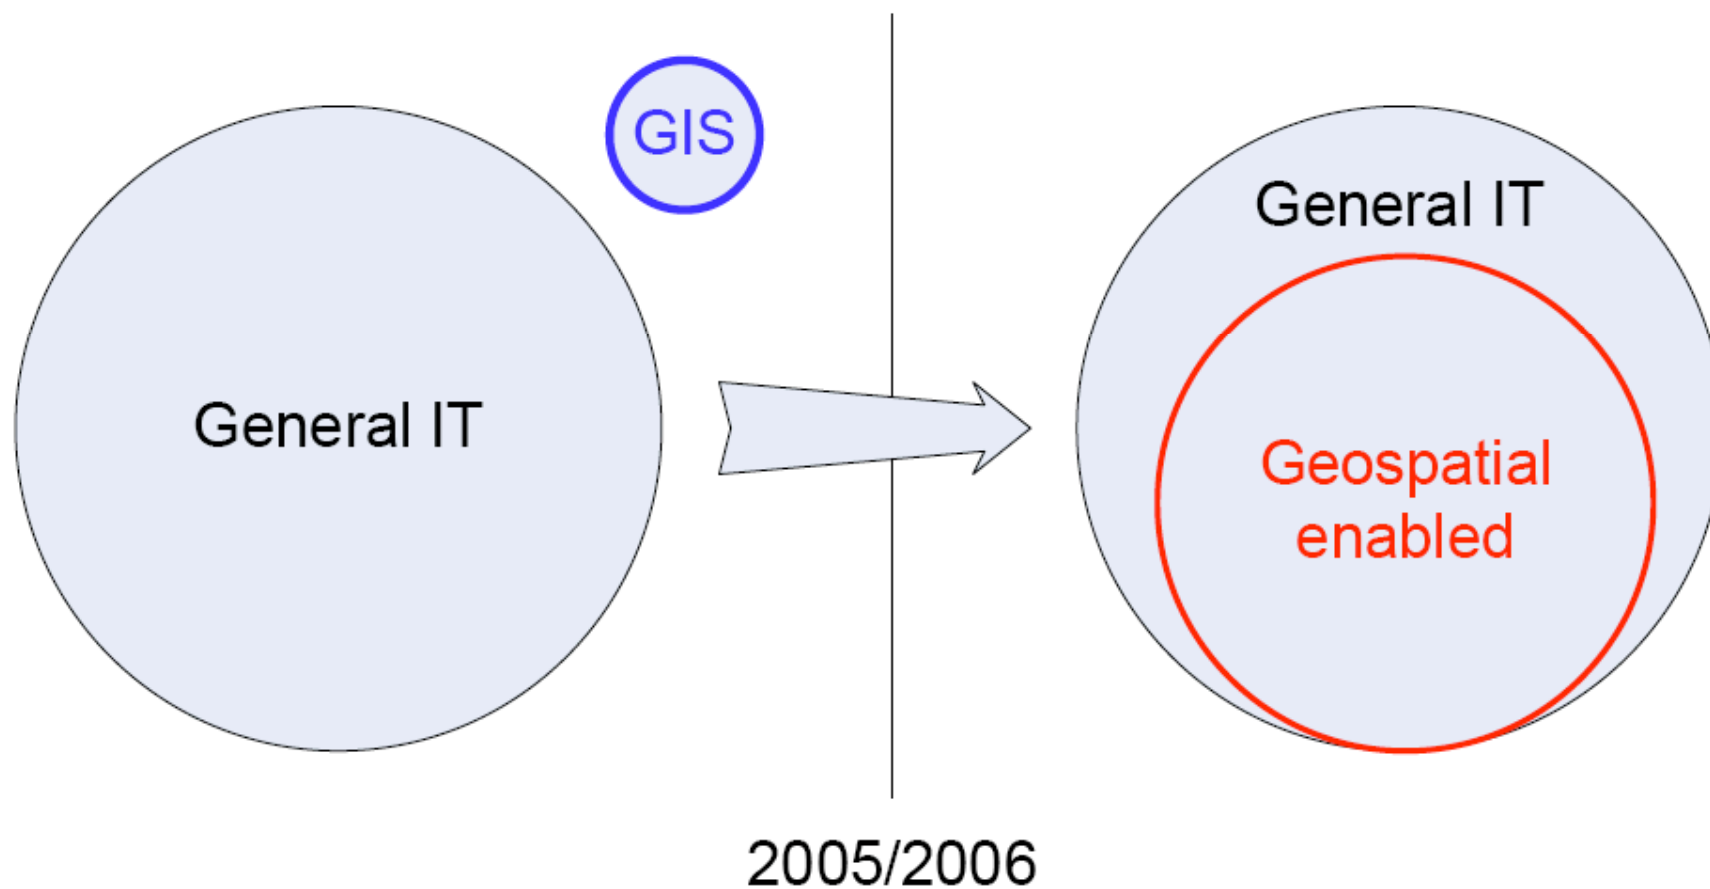 GIS
General IT
General IT
Geospatial
enabled
2005/2006